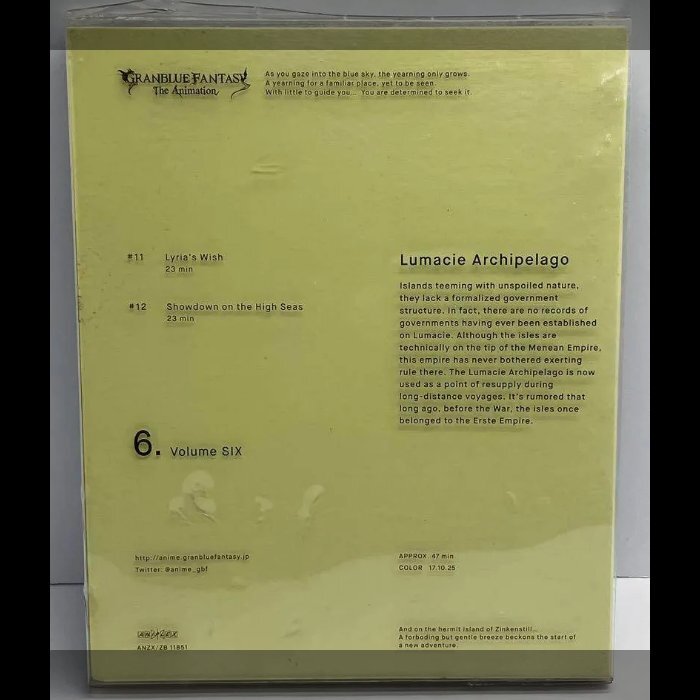 GRANBLUE FANTASY
The Animation
As you gaze into the blue sky, the yearning only grows.
A yearning for a familiar place, yet to be seen.
With little to guide you... You are determined to seek it.
#11 Lyria's Wish
23 min
#12 Showdown on the High Seas
23 min
6. Volume SIX
Lumacie Archipelago
Islands teeming with unspoiled nature,
they lack a formalized government
structure. In fact, there are no records of
governments having ever been established
on Lumacie. Although the isles are
technically on the tip of the Menean Empire,
this empire has never bothered exerting
rule there. The Lumacie Archipelago is now
used as a point of resupply during
long-distance voyages. It's rumored that
long ago, before the War, the isles once
belonged to the Erste Empire.
http://anime.granbluefantasy.jp
Twitter: @anime_gbf
APPROX. 47 min
COLOR 17.10.25
ANIPLEX
ANZX/ZB 11851
And on the hermit island of Zinkenstill...
A forboding but gentle breeze beckons the start of
a new adventure.